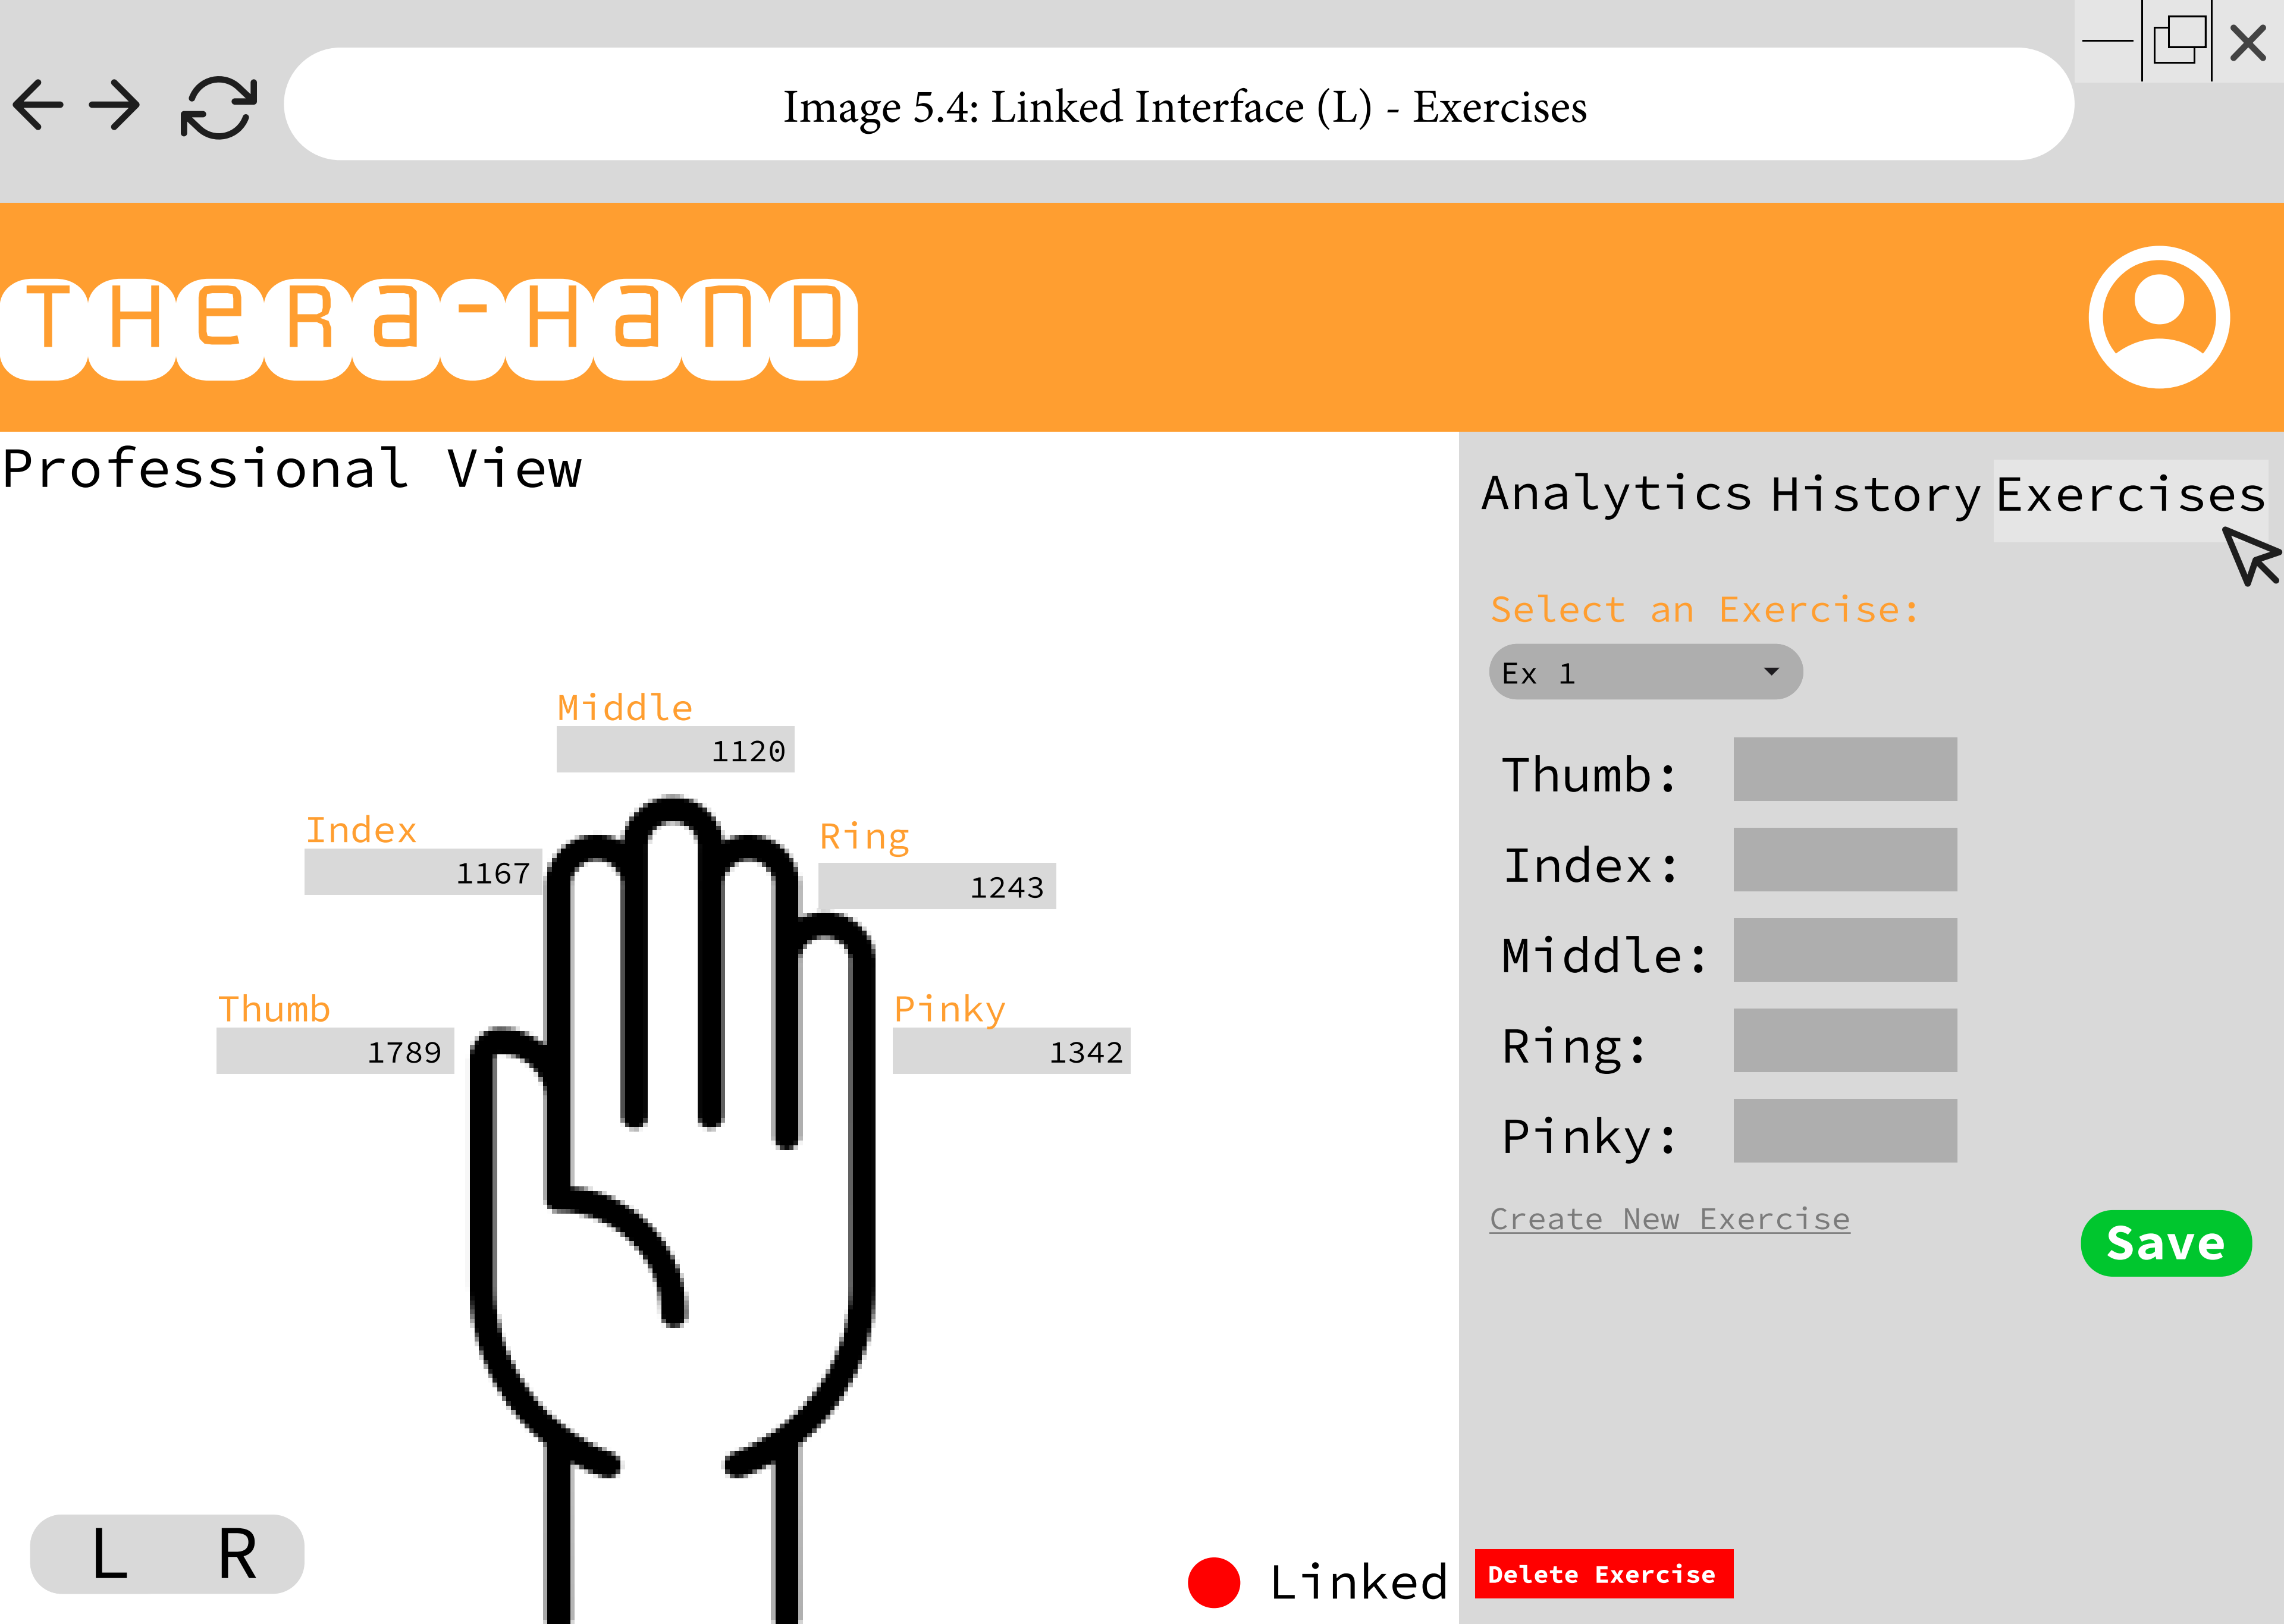 Image 5.4: Linked Interface (L) - Exercises
THeRa-HanD
Professional View
Analytics History Exercises
Select an Exercise:
Ex 1
Middle
1120
Index
1167
Ring
1243
Thumb
1789
Pinky
1342
Thumb:
Index:
Middle:
Ring:
Pinky:
Create New Exercise
Save
L R
Linked
Delete Exercise